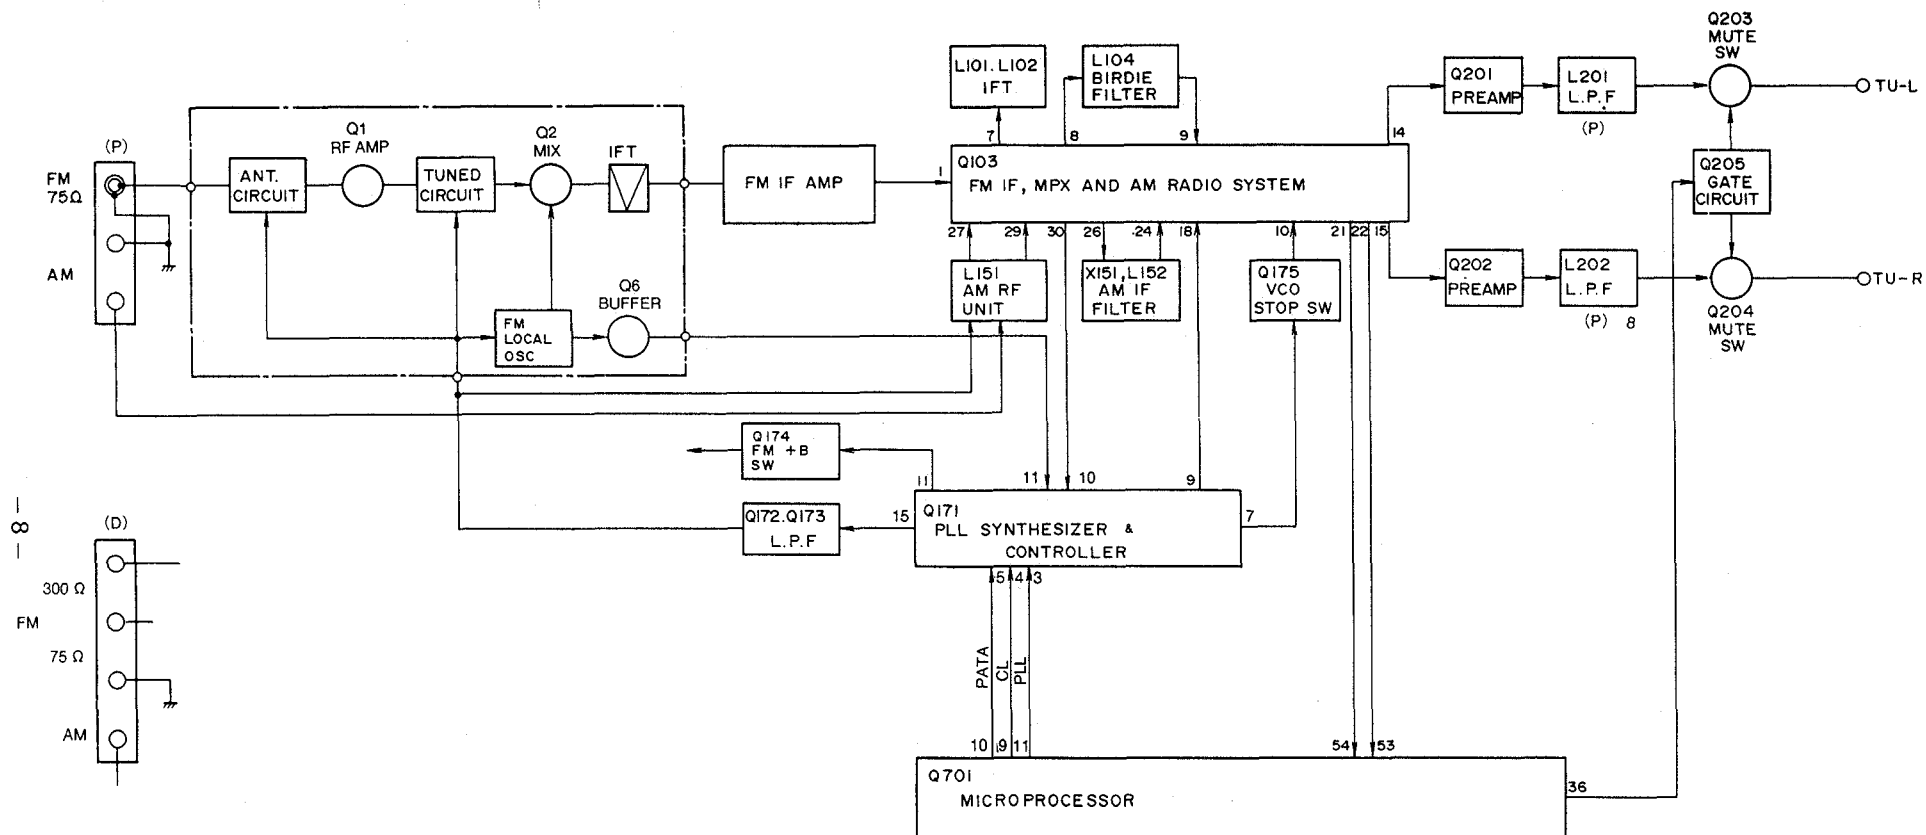 Q203
MUTE
SW
L101.L102
IFT
L104
BIRDIE
FILTER
Q201
PREAMP
L201
L.P.F
(P)
TU-L
7
8
9
14
(P)
FM
75Ω
AM
ANT.
CIRCUIT
Q1
RF AMP
TUNED
CIRCUIT
Q2
MIX
IFT
FM IF AMP
1
Q103
FM IF, MPX AND AM RADIO SYSTEM
Q205
GATE
CIRCUIT
27
29
30
26
24
18
10
21
22
15
L151
AM RF
UNIT
X151,L152
AM IF
FILTER
Q175
VCO
STOP SW
Q202
PREAMP
L202
L.P.F
(P) 8
TU-R
Q204
MUTE
SW
FM
LOCAL
OSC
Q6
BUFFER
Q174
FM +B
SW
11
11
10
9
Q172.Q173
L.P.F
15
Q171
PLL SYNTHESIZER &
CONTROLLER
7
5
4
3
PATA
CL
PLL
10
9
11
54
53
Q701
MICROPROCESSOR
36
(D)
300 Ω
FM
75 Ω
AM
— 8 —